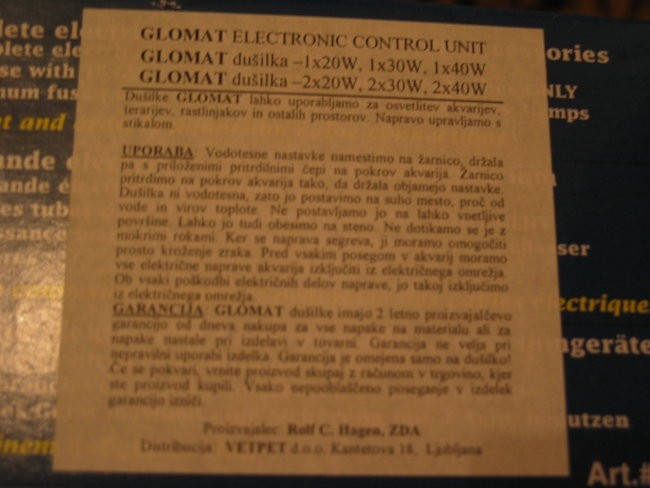 GLOMAT ELECTRONIC CONTROL UNIT
GLOMAT dušilka –1x20W, 1x30W, 1x40W
GLOMAT dušilka –2x20W, 2x30W, 2x40W
Dušilke GLOMAT lahko uporabljamo za osvetlitev akvarijev,
terarijev, rastlinjakov in ostalih prostorov. Napravo upravljamo s
stikalom.
UPORABA: Vodotesne nastavke namestimo na žarnico, držala
pa s priloženimi pritrdilnimi čepi na pokrov akvarija. Žarnico
pritrdimo na pokrov akvarija tako, da držala objamejo nastavke.
Dušilka ni vodotesna, zato jo postavimo na suho mesto, proč od
vode in virov toplote. Ne postavljamo jo na lahko vnetljive
površine. Lahko jo tudi obesimo na steno. Ne dotikamo se je z
mokrimi rokami. Ker se naprava segreva, ji moramo omogočiti
prosto kroženje zraka. Pred vsakim posegom v akvarij moramo
vse električne naprave akvarija izključiti iz električnega omrežja.
Ob vsaki poškodbi električnih delov naprave, jo takoj izključimo
iz električnega omrežja.
GARANCIJA: GLOMAT dušilke imajo 2 letno proizvajalčevo
garancijo od dneva nakupa za vse napake na materialu ali za
napake nastale pri izdelavi v tovarni. Garancija ne velja pri
nepravilni uporabi izdelka. Garancija je omejena samo na dušilko!
Če se pokvari, vrnite proizvod skupaj z računom v trgovino, kjer
ste proizvod kupili. Vsako nepooblaščeno poseganje v izdelek
garancijo izniči.
Proizvajalec: Rolf C. Hagen, ZDA
Distribucija: VETPET d.o.o. Kantetova 18, Ljubljana
lete el
plete ele
se with
num fus
t and
ande
ande é
es tub
ssanc
ories
NLY
mps
ser
ectrique
ngeräte
utzen
Art.#